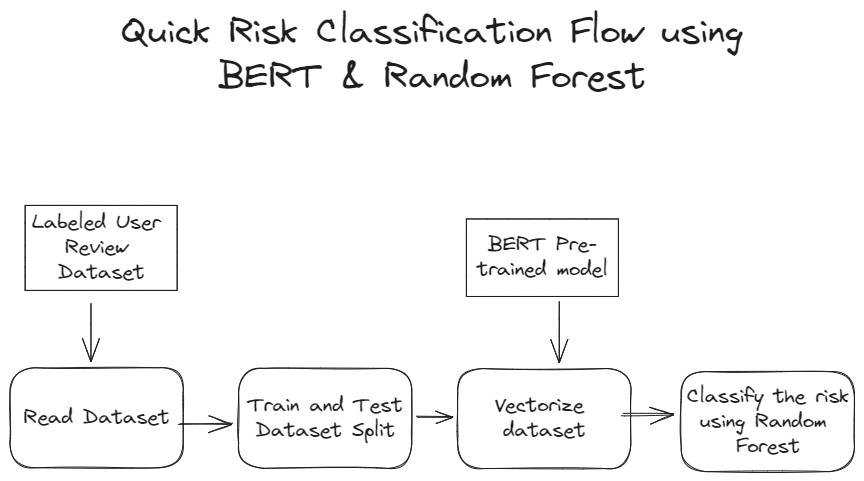 Quick Risk Classification Flow using
BERT & Random Forest
Labeled User
Review
Dataset
BERT Pre-
trained model
Read Dataset
Train and Test
Dataset Split
Vectorize
dataset
Classify the risk
using Random
Forest